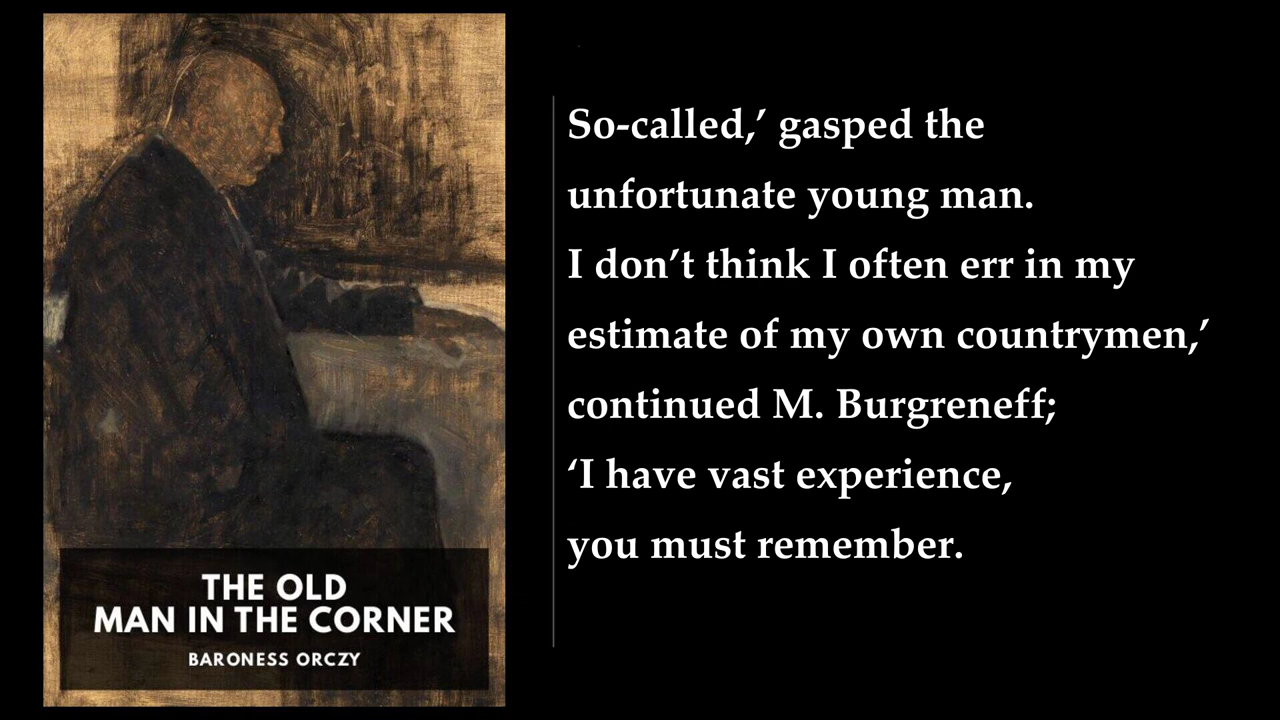 THE OLD
MAN IN THE CORNER
BARONESS ORCZY
So-called,’ gasped the
unfortunate young man.
I don’t think I often err in my
estimate of my own countrymen,’
continued M. Burgreneff;
‘I have vast experience,
you must remember.